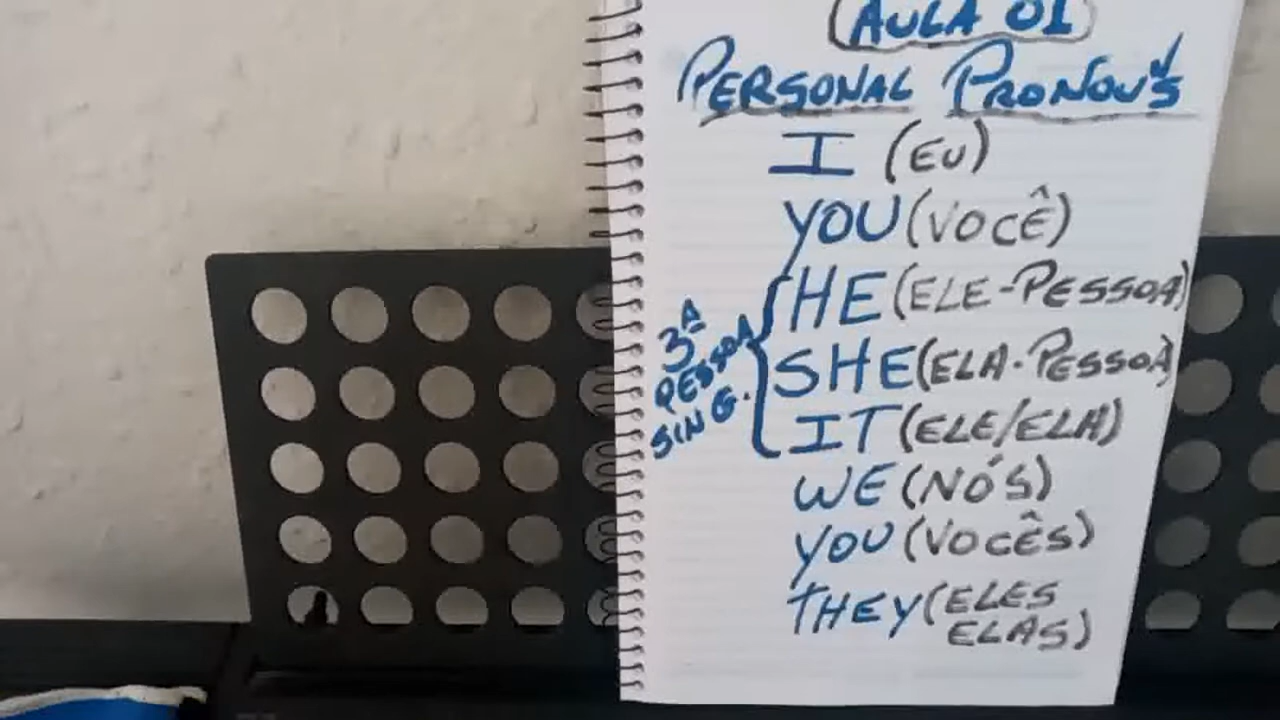 AULA 01
PERSONAL PRONOUS
I (EU)
YOU (VOCÊ)
HE (ELE-PESSOA)
SHE (ELA-PESSOA)
IT (ELE/ELA)
3ª
PESSOA
SING.
WE (NÓS)
YOU (VOCÊS)
THEY (ELES
ELAS)